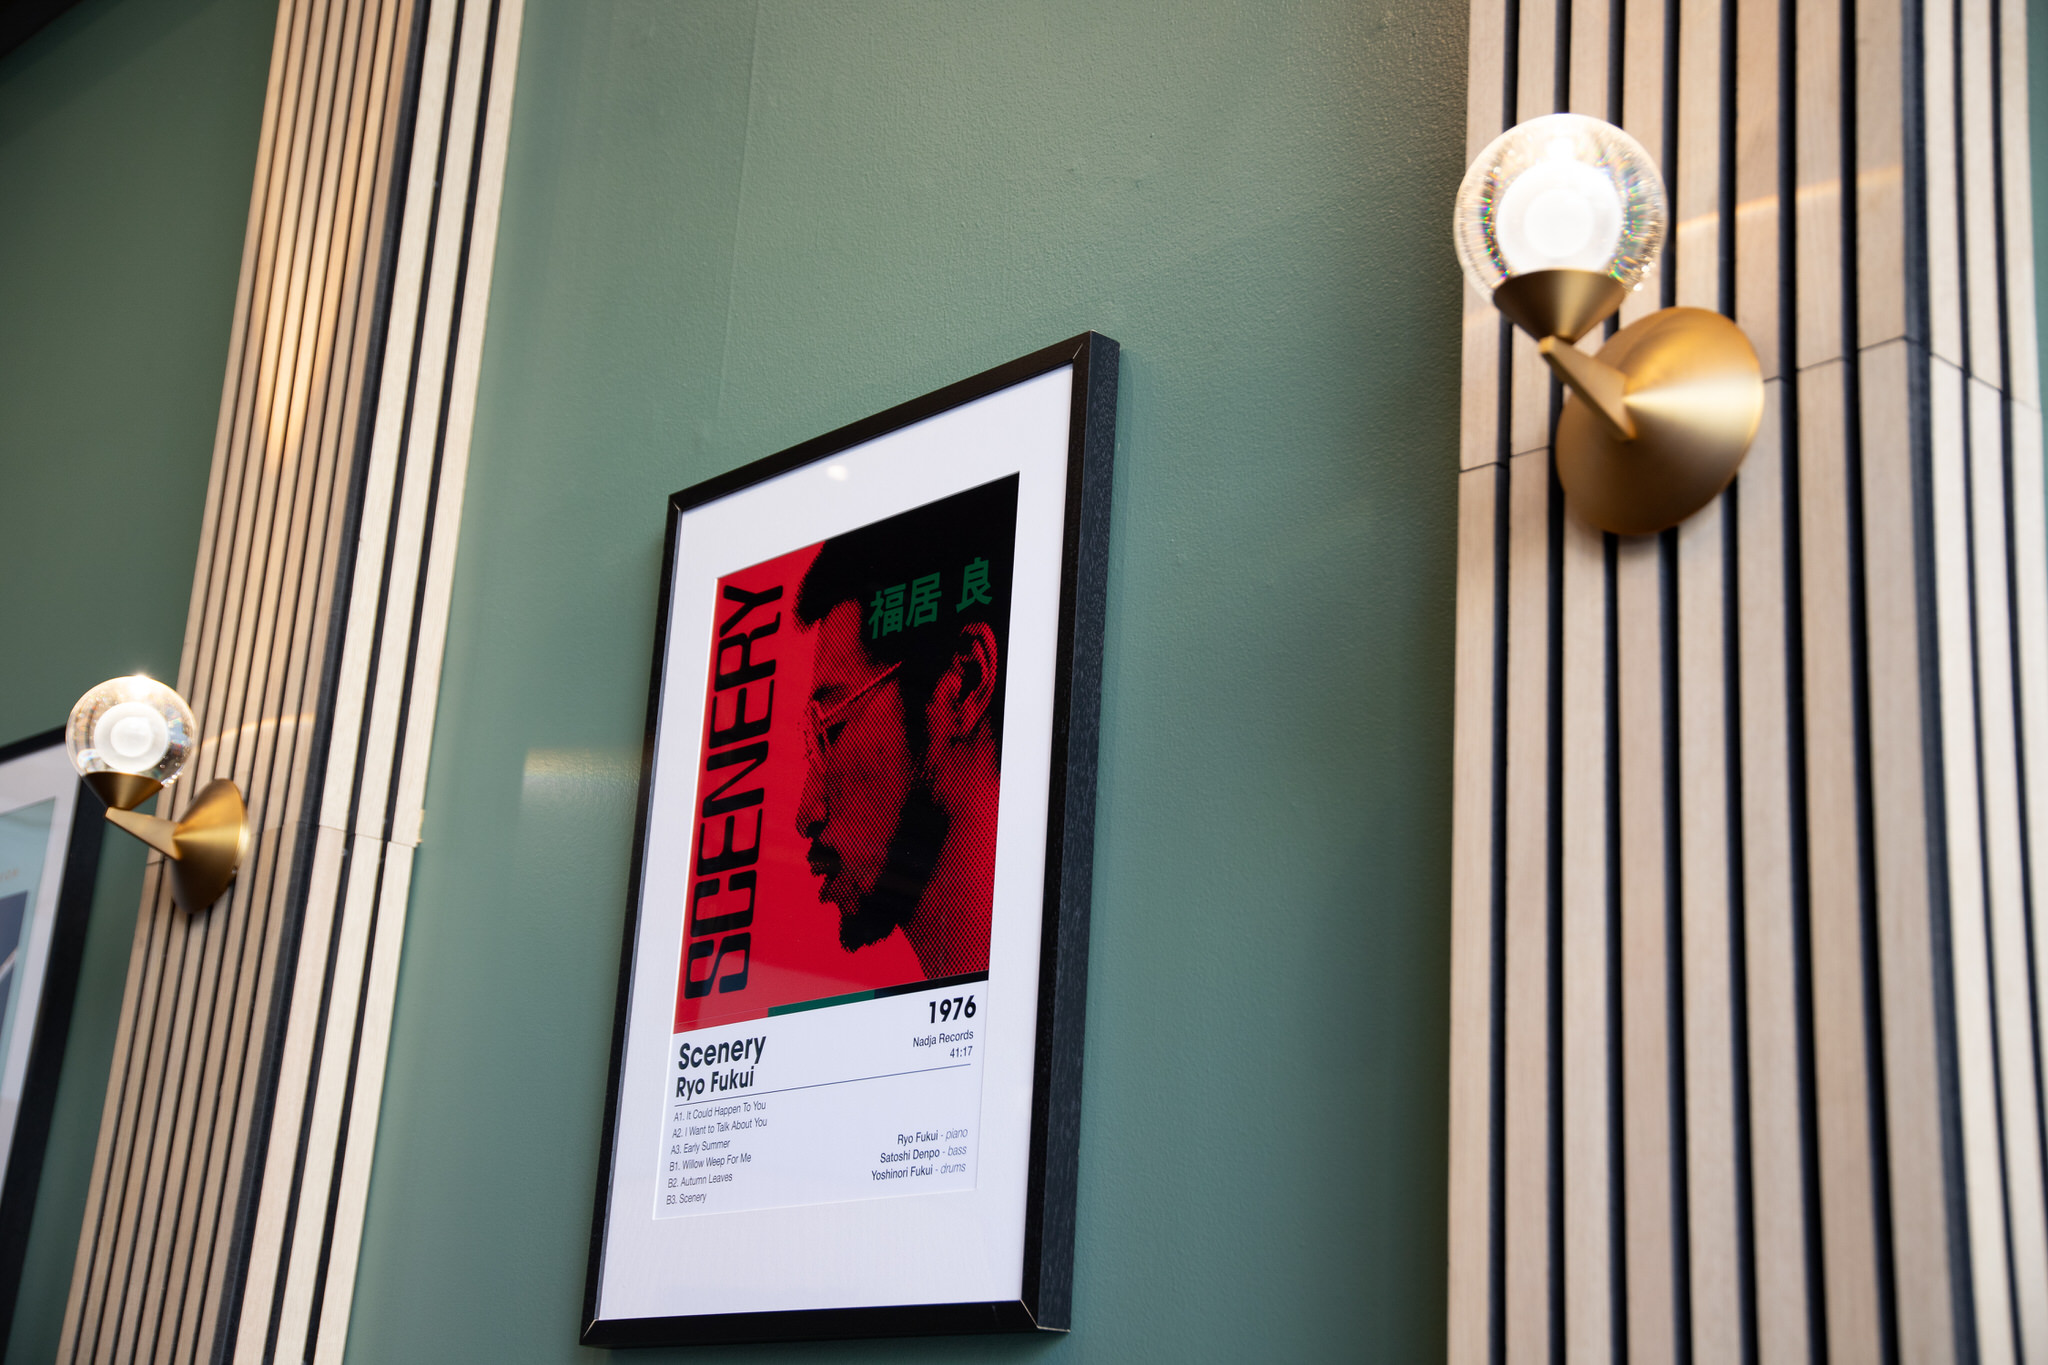 SCENERY
福居 良
1976
Nadja Records
41:17
Scenery
Ryo Fukui
A1. It Could Happen To You
A2. I Want to Talk About You
A3. Early Summer
B1. Willow Weep For Me
B2. Autumn Leaves
B3. Scenery
Ryo Fukui - piano
Satoshi Denpo - bass
Yoshinori Fukui - drums